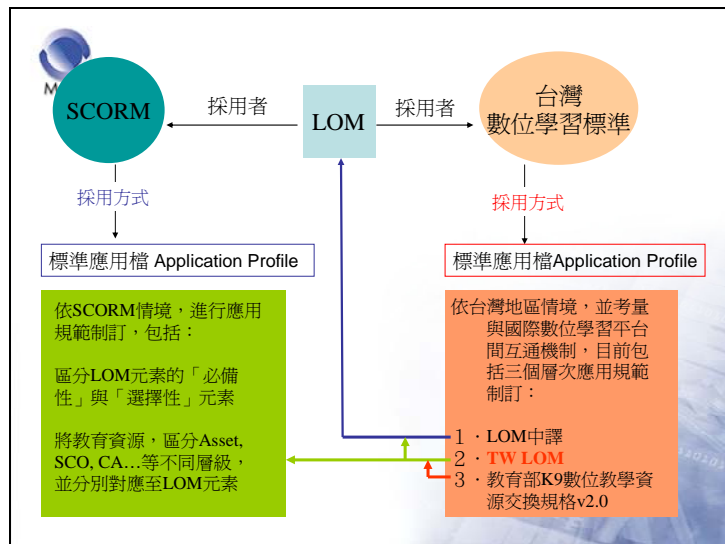 M
SCORM
採用者
LOM
採用者
台灣
數位學習標準
採用方式
採用方式
標準應用檔 Application Profile
標準應用檔Application Profile
依SCORM情境，進行應用
規範制訂，包括：
區分LOM元素的「必備
性」與「選擇性」元素
將教育資源，區分Asset,
SCO, CA…等不同層級，
並分別對應至LOM元素
依台灣地區情境，並考量
與國際數位學習平台
間互通機制，目前包
括三個層次應用規範
制訂：
1．LOM中譯
2．TW LOM
3．教育部K9數位教學資
源交換規格v2.0